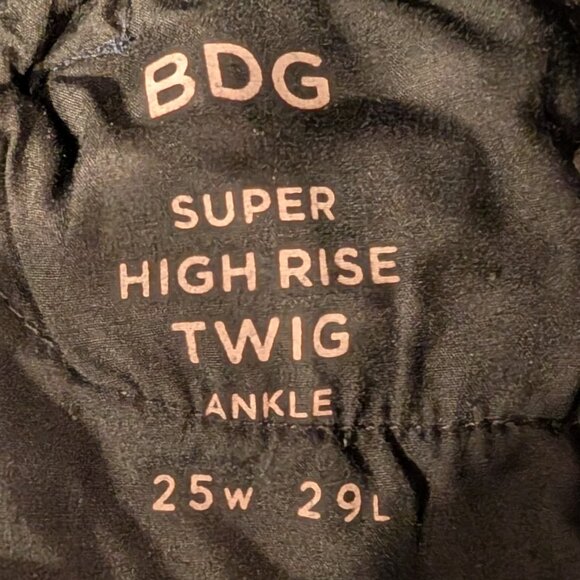 BDG
SUPER
HIGH RISE
TWIG
ANKLE
25W 29L